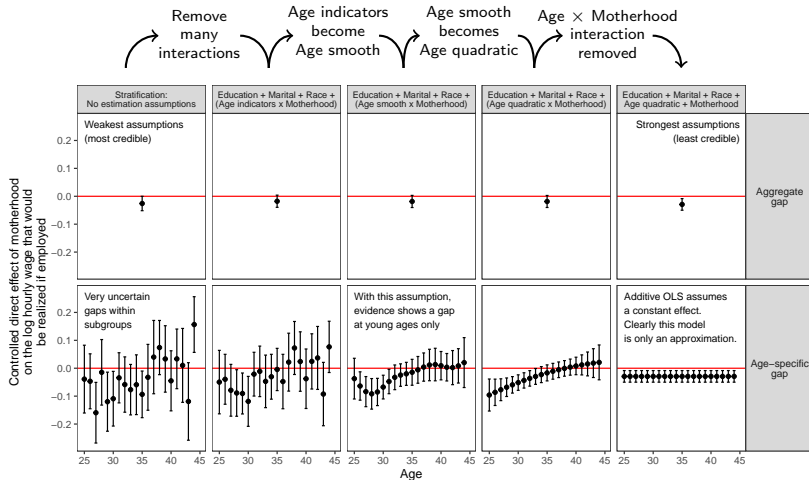 Remove
many
interactions
Age indicators
become
Age smooth
Age smooth
becomes
Age quadratic
Age × Motherhood
interaction
removed
Stratification:
No estimation assumptions
Education + Marital + Race +
(Age indicators x Motherhood)
Education + Marital + Race +
(Age smooth x Motherhood)
Education + Marital + Race +
(Age quadratic x Motherhood)
Education + Marital + Race +
Age quadratic + Motherhood
Controlled direct effect of motherhood
on the log hourly wage that would
be realized if employed
0.2
0.1
0.0
−0.1
−0.2
Weakest assumptions
(most credible)
Strongest assumptions
(least credible)
Aggregate
gap
0.2
0.1
0.0
−0.1
−0.2
Very uncertain
gaps within
subgroups
With this assumption,
evidence shows a gap
at young ages only
Additive OLS assumes
a constant effect.
Clearly this model
is only an approximation.
Age−specific
gap
25 30 35 40 45 25 30 35 40 45 25 30 35 40 45 25 30 35 40 45 25 30 35 40 45
Age